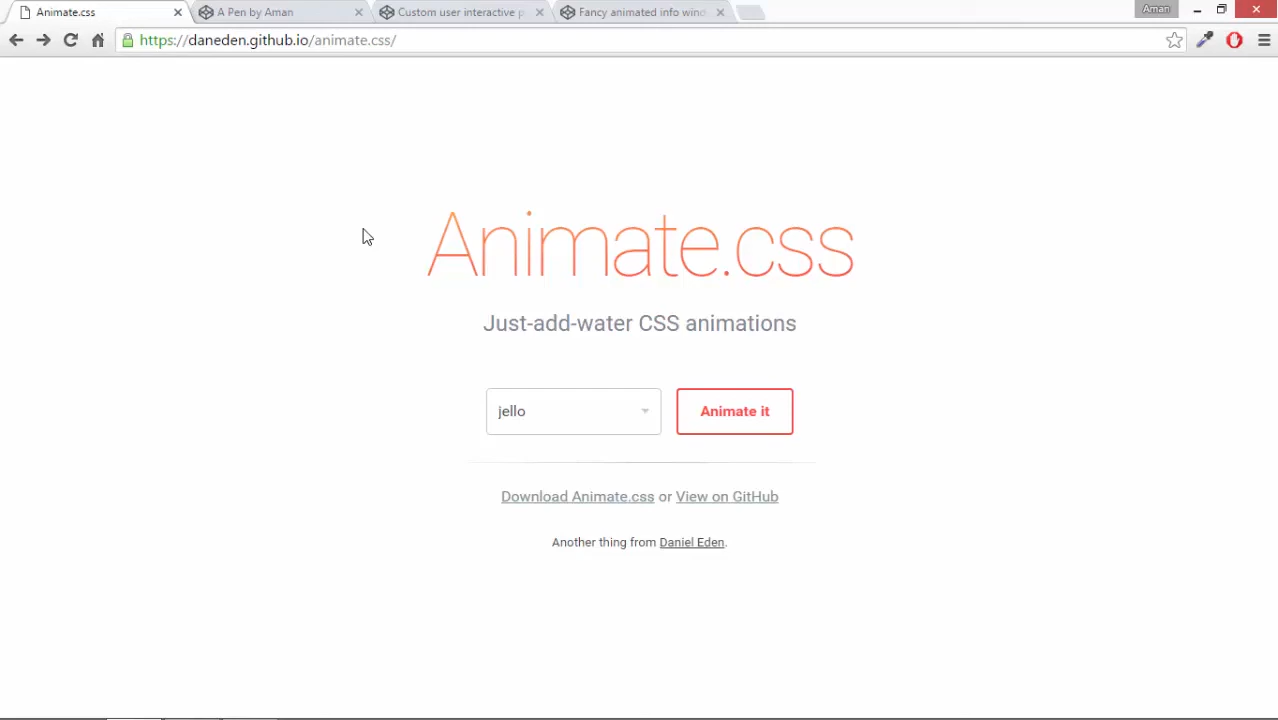 Animate.css
A Pen by Aman
Custom user interactive p
Fancy animated info wind
Aman
https://daneden.github.io/animate.css/
Animate.css
Just-add-water CSS animations
jello
Animate it
Download Animate.css or View on GitHub
Another thing from Daniel Eden.